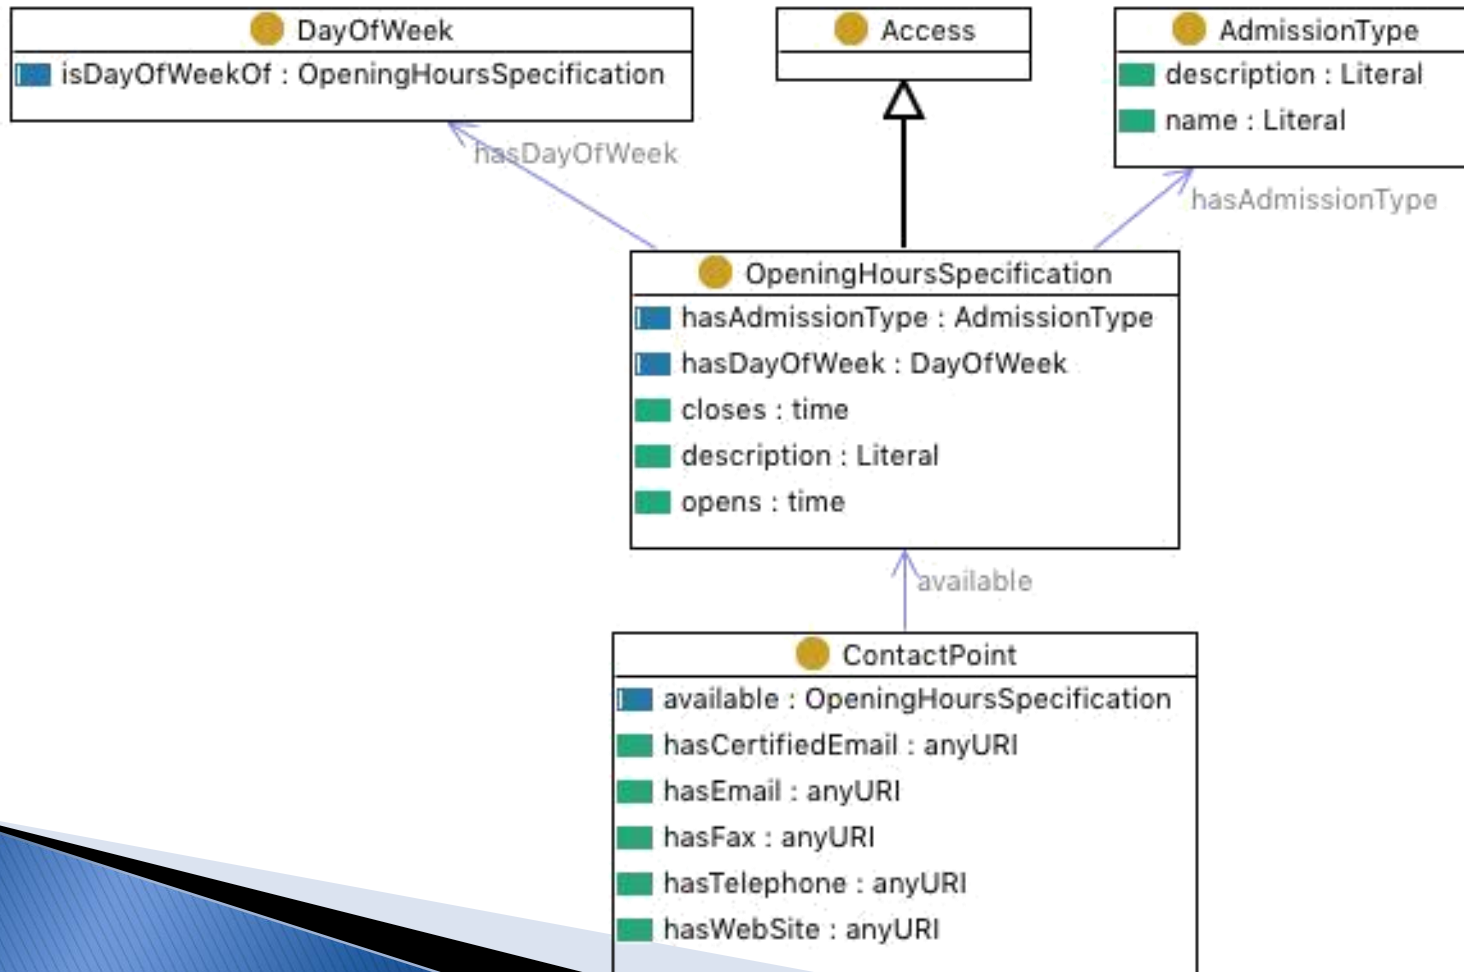 DayOfWeek
isDayOfWeekOf : OpeningHoursSpecification
Access
AdmissionType
description : Literal
name : Literal
hasDayOfWeek
hasAdmissionType
OpeningHoursSpecification
hasAdmissionType : AdmissionType
hasDayOfWeek : DayOfWeek
closes : time
description : Literal
opens : time
available
ContactPoint
available : OpeningHoursSpecification
hasCertifiedEmail : anyURI
hasEmail : anyURI
hasFax : anyURI
hasTelephone : anyURI
hasWebSite : anyURI